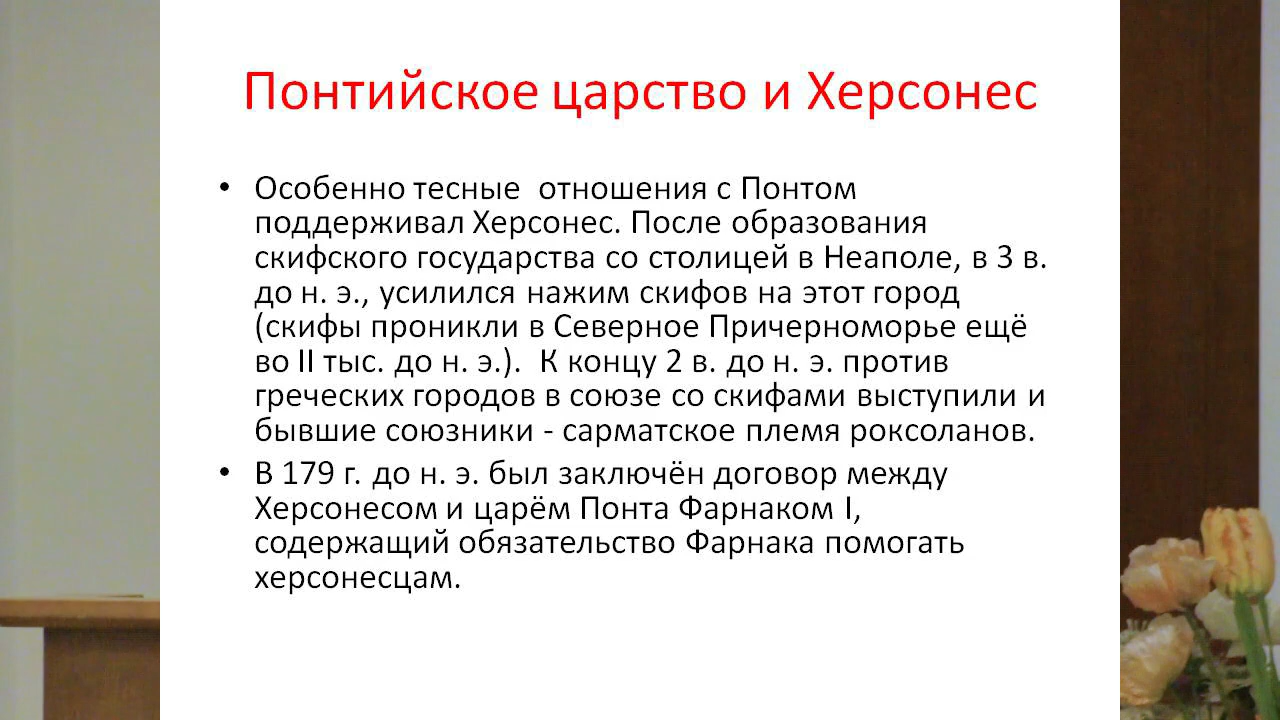 Понтийское царство и Херсонес
• Особенно тесные  отношения с Понтом
поддерживал Херсонес. После образования
скифского государства со столицей в Неаполе, в 3 в.
до н. э., усилился нажим скифов на этот город
(скифы проникли в Северное Причерноморье ещё
во II тыс. до н. э.).  К концу 2 в. до н. э. против
греческих городов в союзе со скифами выступили и
бывшие союзники - сарматское племя роксоланов.
• В 179 г. до н. э. был заключён договор между
Херсонесом и царём Понта Фарнаком I,
содержащий обязательство Фарнака помогать
херсонесцам.